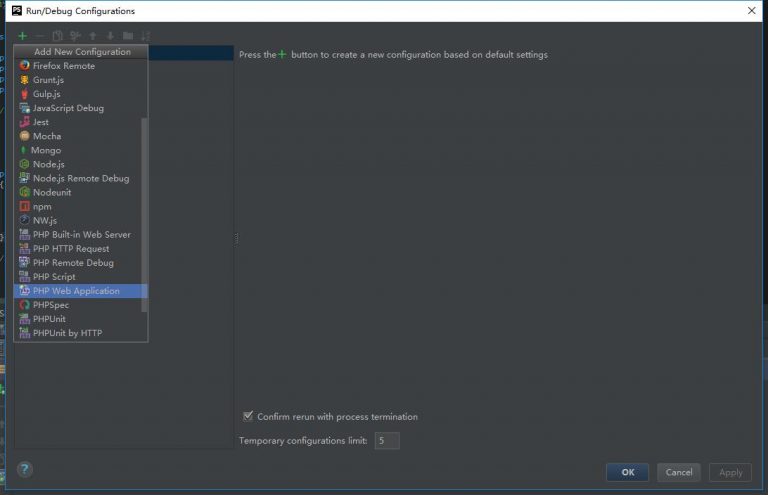 PS Run/Debug Configurations
Add New Configuration
Press the + button to create a new configuration based on default settings
Firefox Remote
Grunt.js
Gulp.js
JavaScript Debug
Jest
Mocha
Mongo
Node.js
Node.js Remote Debug
Nodeunit
npm
NW.js
PHP Built-in Web Server
PHP HTTP Request
PHP Remote Debug
PHP Script
PHP Web Application
PHPSpec
PHPUnit
PHPUnit by HTTP
Confirm rerun with process termination
Temporary configurations limit: 5
? OK Cancel Apply